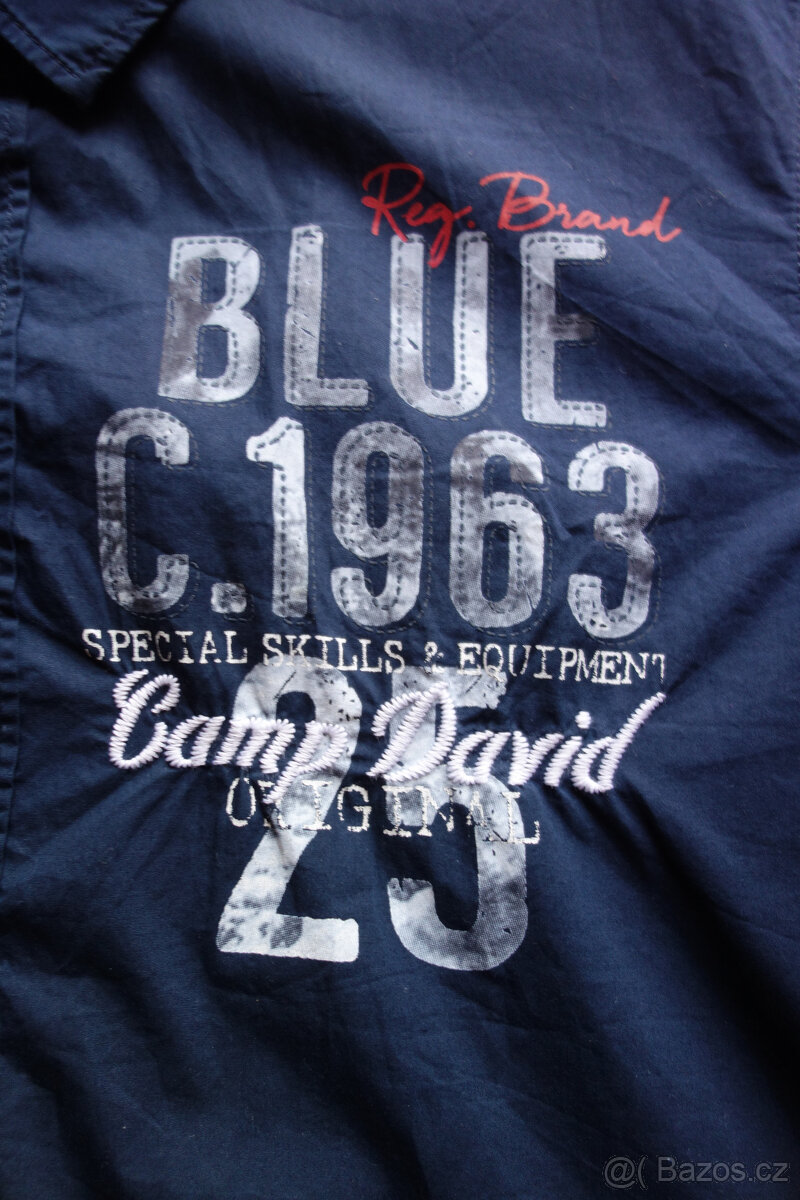 Reg. Brand
BLUE
C.1963
SPECIAL SKILLS & EQUIPMENT
Camp David
ORIGINAL
25
@( Bazos.cz